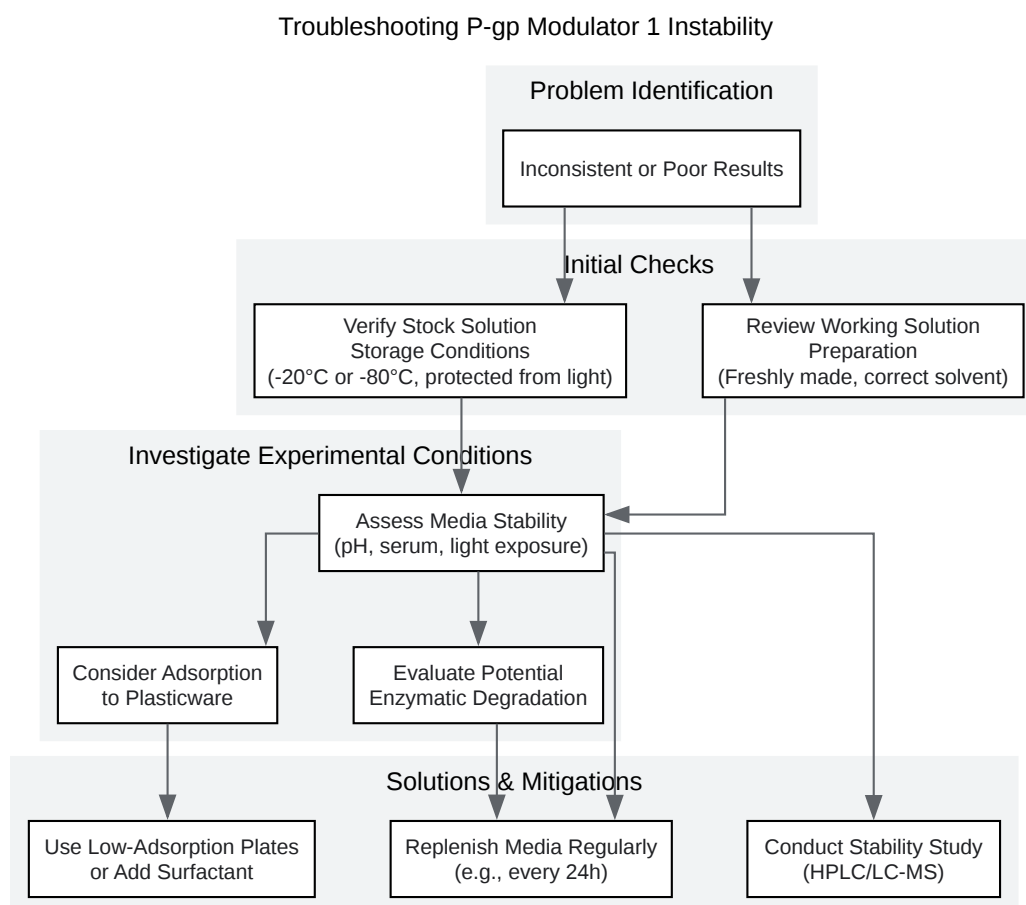 Troubleshooting P-gp Modulator 1 Instability
Problem Identification
Inconsistent or Poor Results
Initial Checks
Verify Stock Solution
Storage Conditions
(-20°C or -80°C, protected from light)
Review Working Solution
Preparation
(Freshly made, correct solvent)
Investigate Experimental Conditions
Assess Media Stability
(pH, serum, light exposure)
Consider Adsorption
to Plasticware
Evaluate Potential
Enzymatic Degradation
Solutions & Mitigations
Use Low-Adsorption Plates
or Add Surfactant
Replenish Media Regularly
(e.g., every 24h)
Conduct Stability Study
(HPLC/LC-MS)